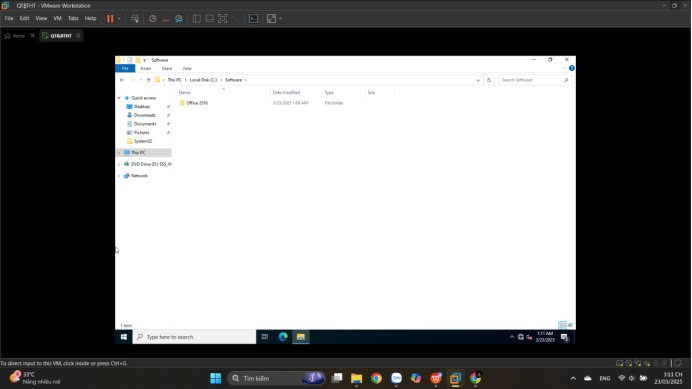 QTBTHT - VMware Workstation
File Edit View VM Tabs Help
Home
QTBTHT
Software
File Home Share View
This PC > Local Disk (C:) > Software >
Search Software
Name Date modified Type Size
Office 2016 3/23/2025 1:08 AM File folder
Quick access
Desktop
Downloads
Documents
Pictures
System32
This PC
DVD Drive (D:) SSS_X6
Network
1 item
Type here to search
1:11 AM
3/23/2025
To direct input to this VM, click inside or press Ctrl+G.
33°C
Nắng nhiều nơi
Tìm kiếm
ENG
3:11 CH
23/03/2025